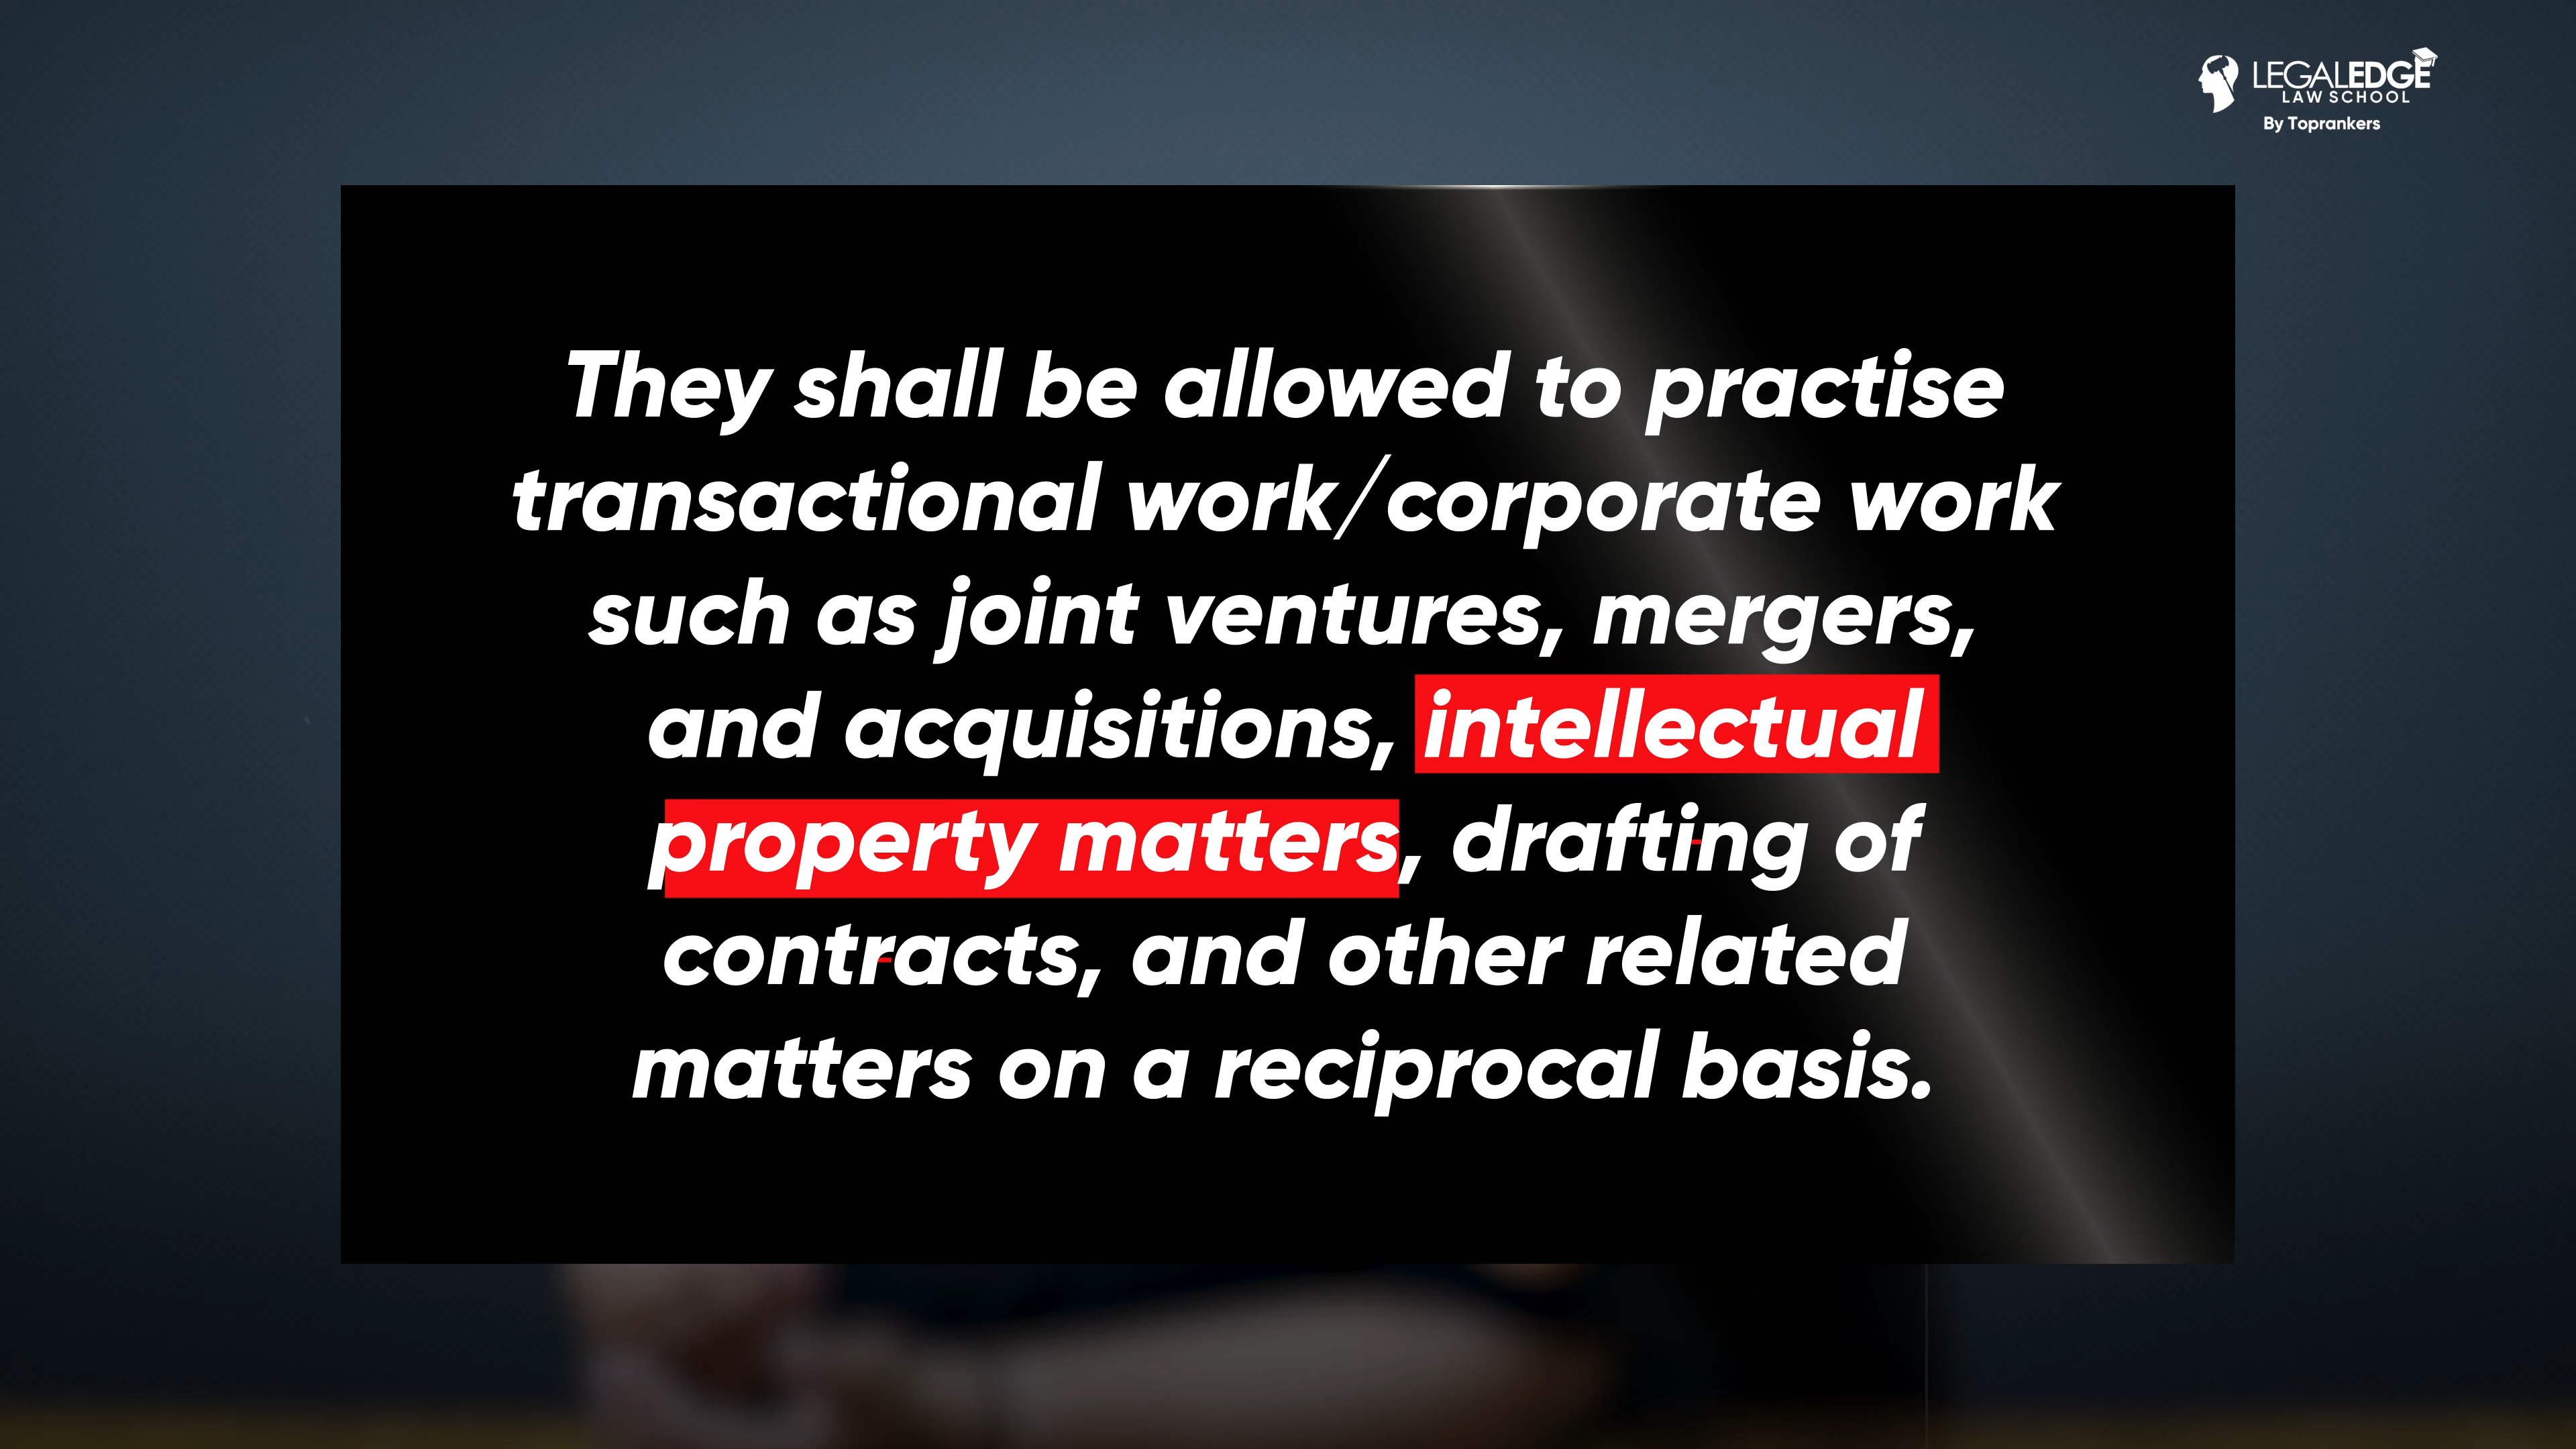 LEGALEDGE
LAW SCHOOL
By Toprankers
They shall be allowed to practise
transactional work/corporate work
such as joint ventures, mergers,
and acquisitions, intellectual
property matters, drafting of
contracts, and other related
matters on a reciprocal basis.